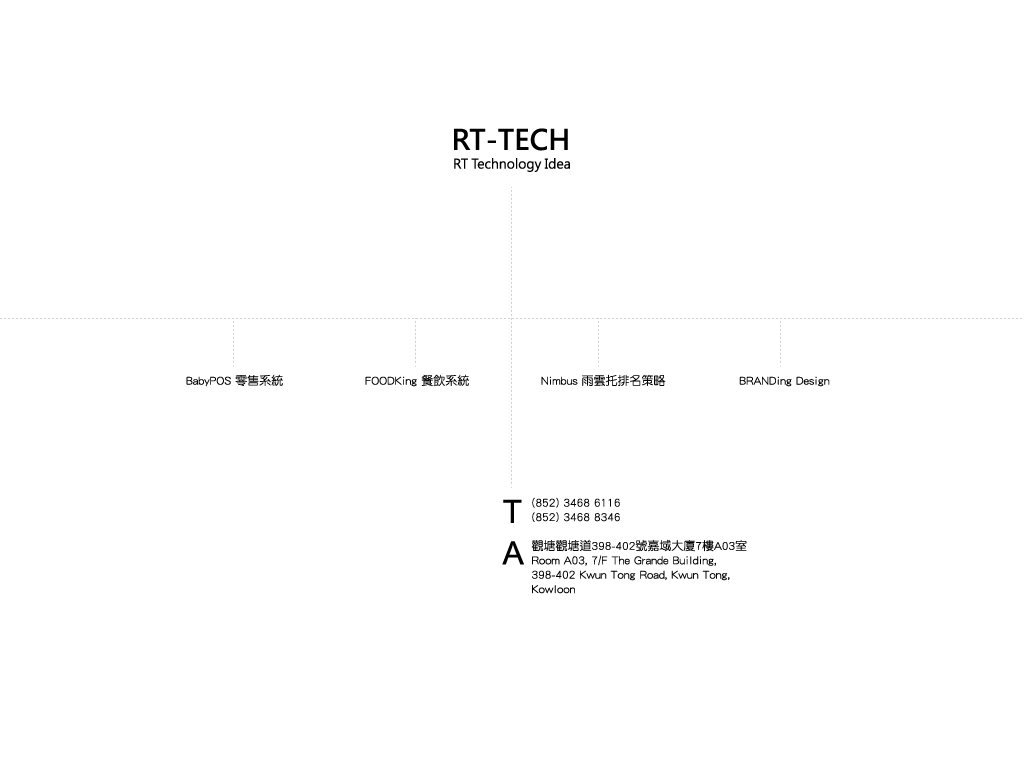 RT-TECH
RT Technology Idea
BabyPOS 零售系統
FOODKing 餐飲系統
Nimbus 雨雲托排名策略
BRANDing Design
T
(852) 3468 6116
(852) 3468 8346
A
觀塘觀塘道398-402號嘉域大廈7樓A03室
Room A03, 7/F The Grande Building,
398-402 Kwun Tong Road, Kwun Tong,
Kowloon